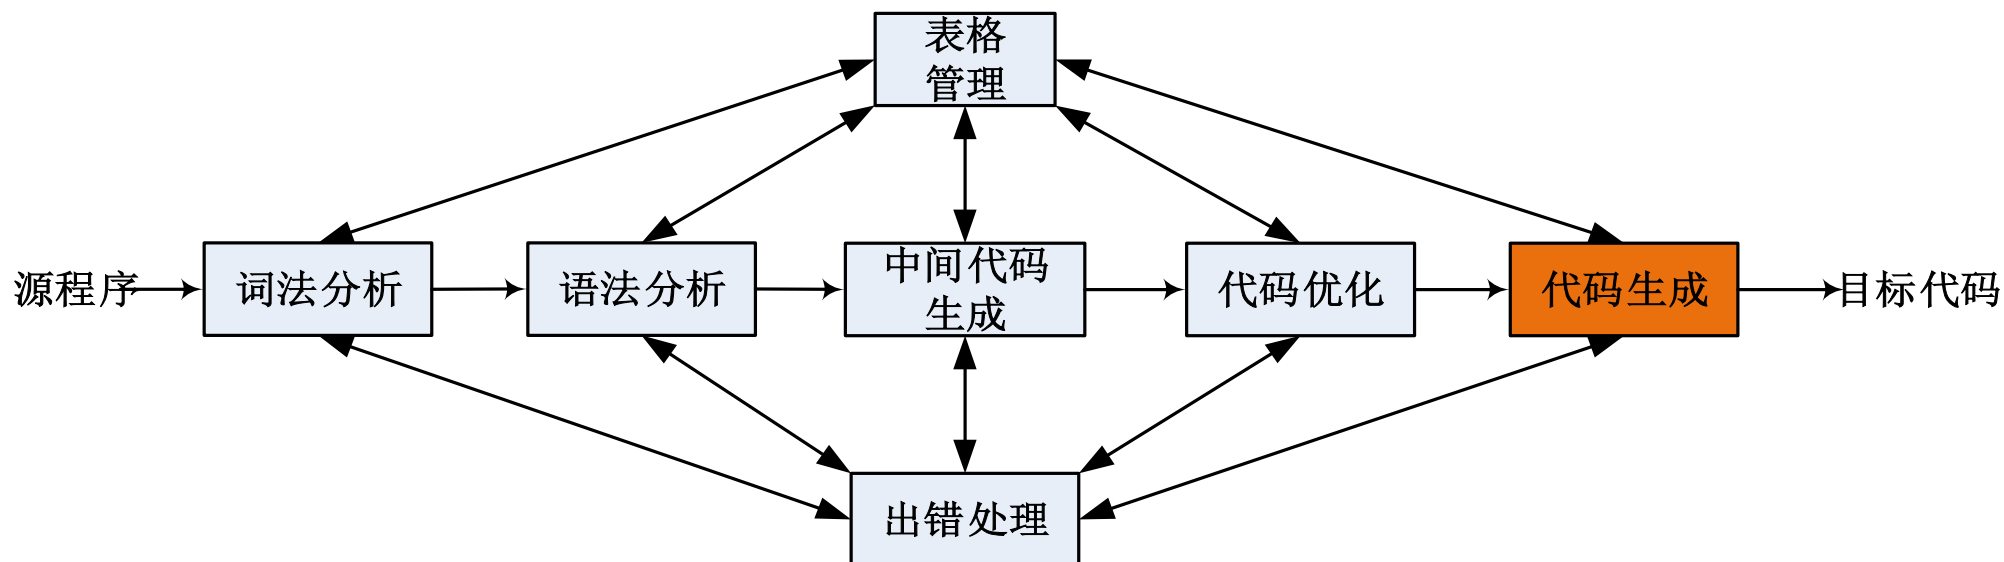 表格
管理
源程序
词法分析
语法分析
中间代码
生成
代码优化
代码生成
目标代码
出错处理